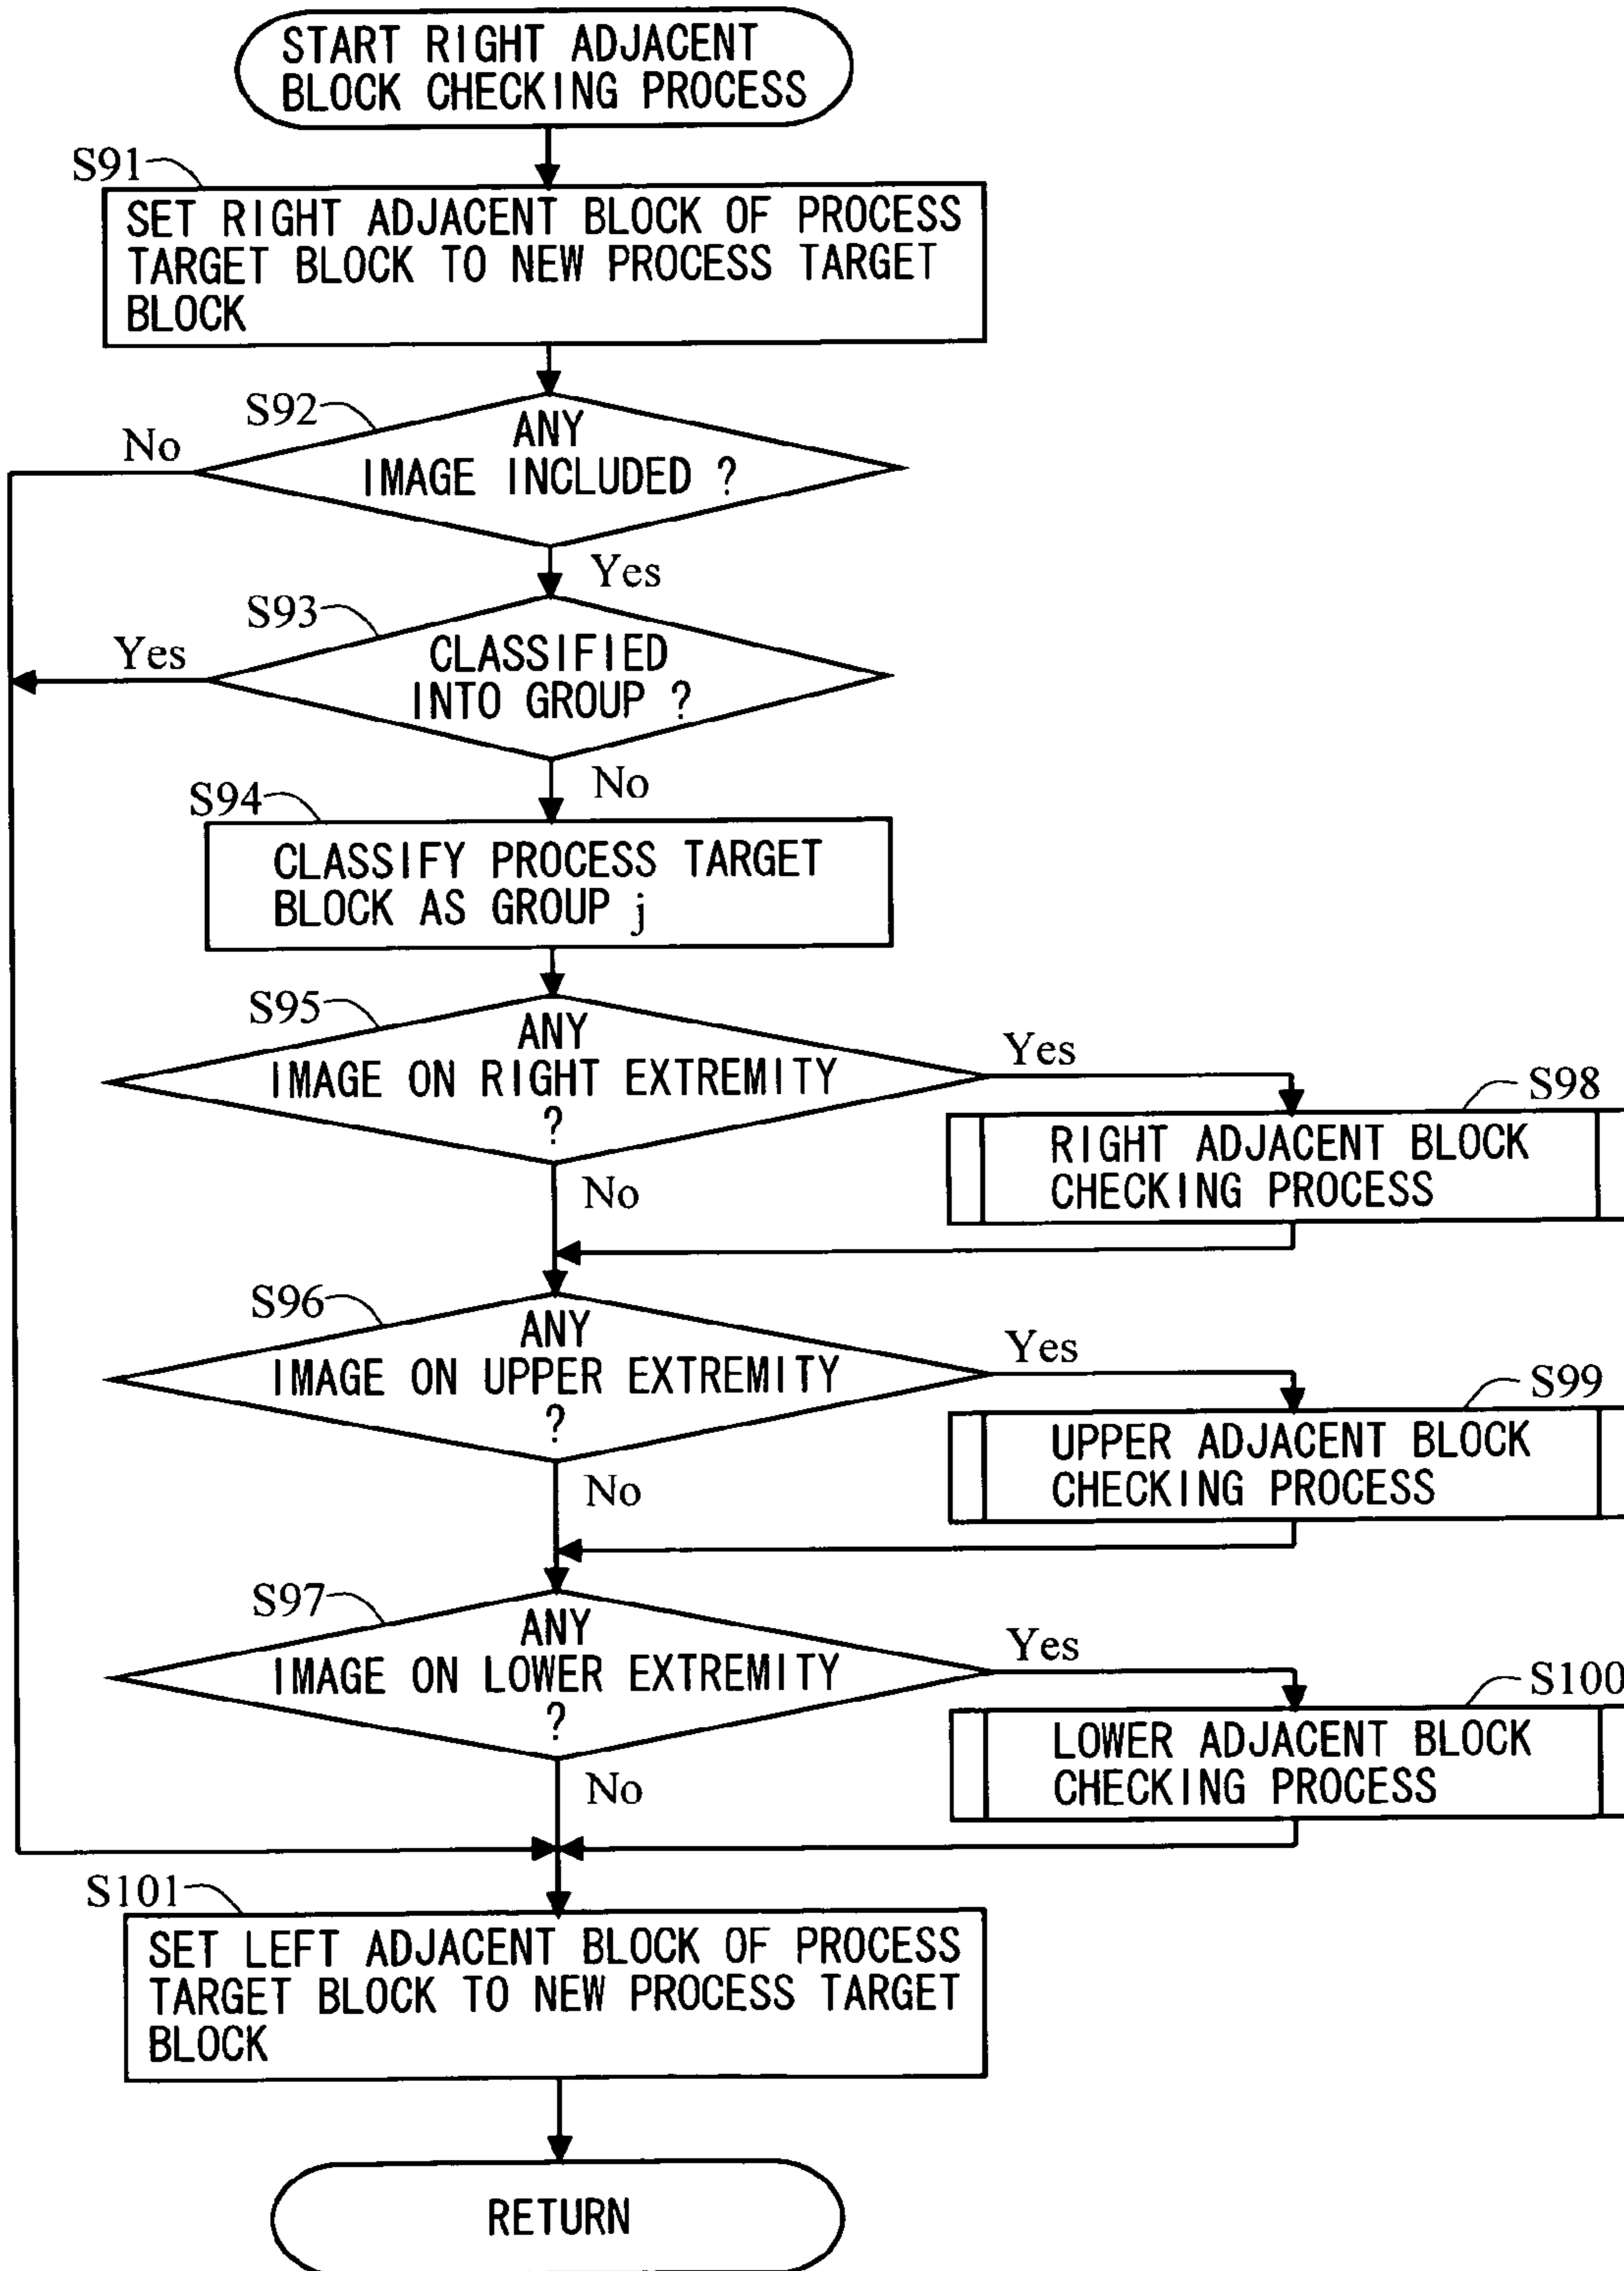 START RIGHT ADJACENT
BLOCK CHECKING PROCESS
S91
SET RIGHT ADJACENT BLOCK OF PROCESS
TARGET BLOCK TO NEW PROCESS TARGET
BLOCK
S92
No
ANY
IMAGE INCLUDED ?
Yes
S93
Yes
CLASSIFIED
INTO GROUP ?
No
S94
CLASSIFY PROCESS TARGET
BLOCK AS GROUP j
S95
ANY
IMAGE ON RIGHT EXTREMITY
?
Yes
S98
RIGHT ADJACENT BLOCK
CHECKING PROCESS
No
S96
ANY
IMAGE ON UPPER EXTREMITY
?
Yes
S99
UPPER ADJACENT BLOCK
CHECKING PROCESS
No
S97
ANY
IMAGE ON LOWER EXTREMITY
?
Yes
S100
LOWER ADJACENT BLOCK
CHECKING PROCESS
No
S101
SET LEFT ADJACENT BLOCK OF PROCESS
TARGET BLOCK TO NEW PROCESS TARGET
BLOCK
RETURN